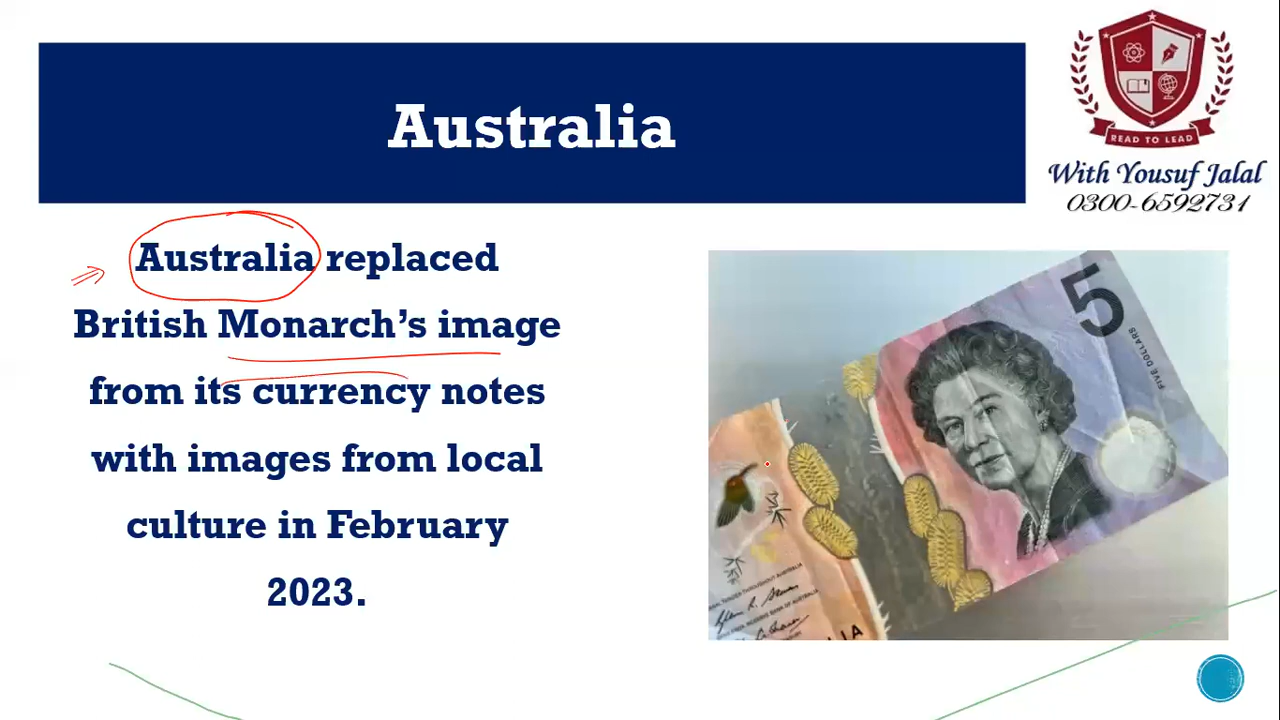 Australia
READ TO LEAD
With Yousuf Jalal
0300-6592731
Australia replaced
British Monarch's image
from its currency notes
with images from local
culture in February
2023.
5
FIVE DOLLARS